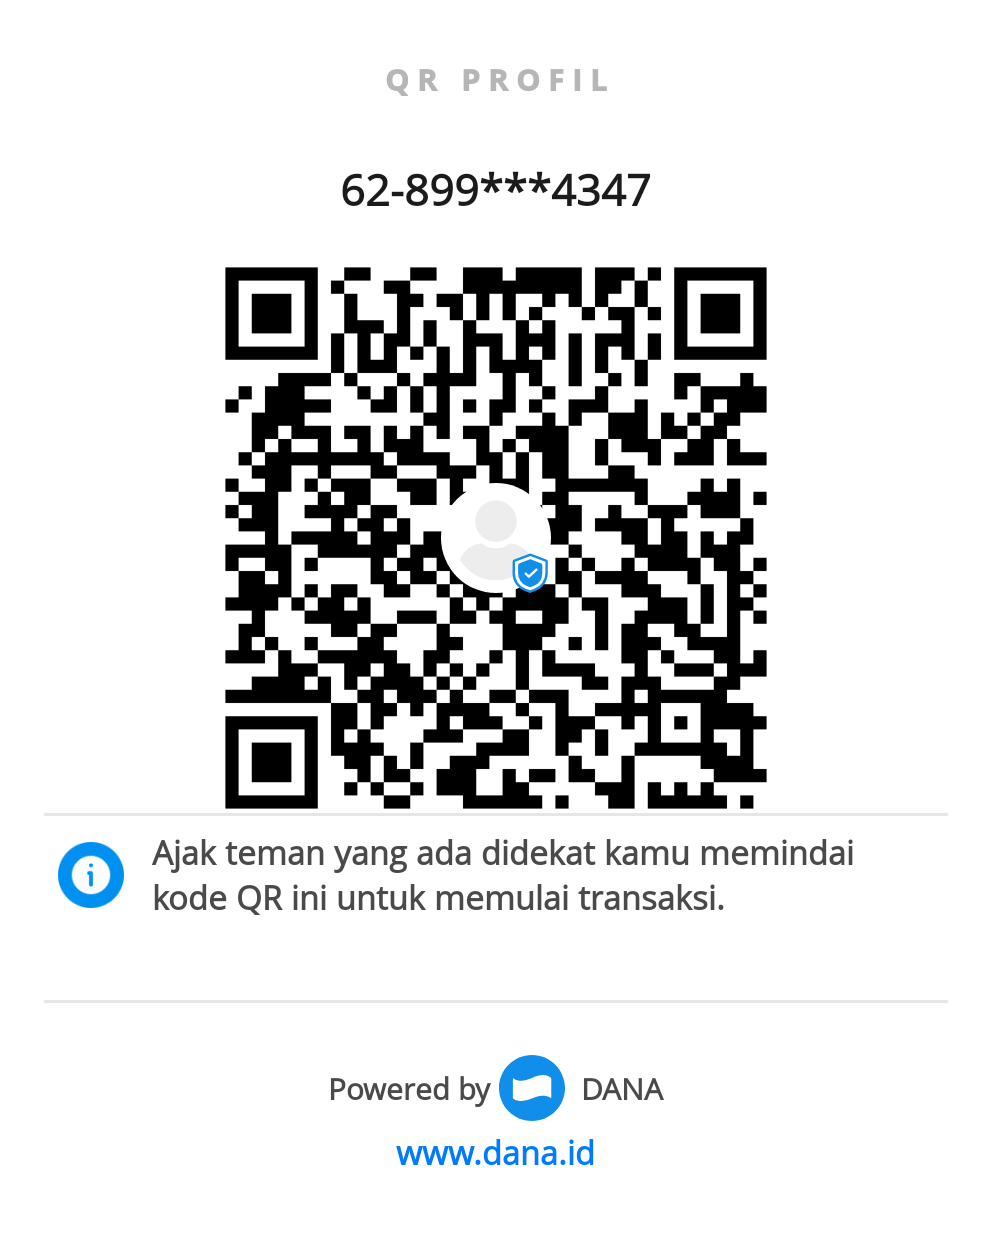 QR PROFIL
62-899***4347
Ajak teman yang ada didekat kamu memindai
kode QR ini untuk memulai transaksi.
Powered by DANA
www.dana.id